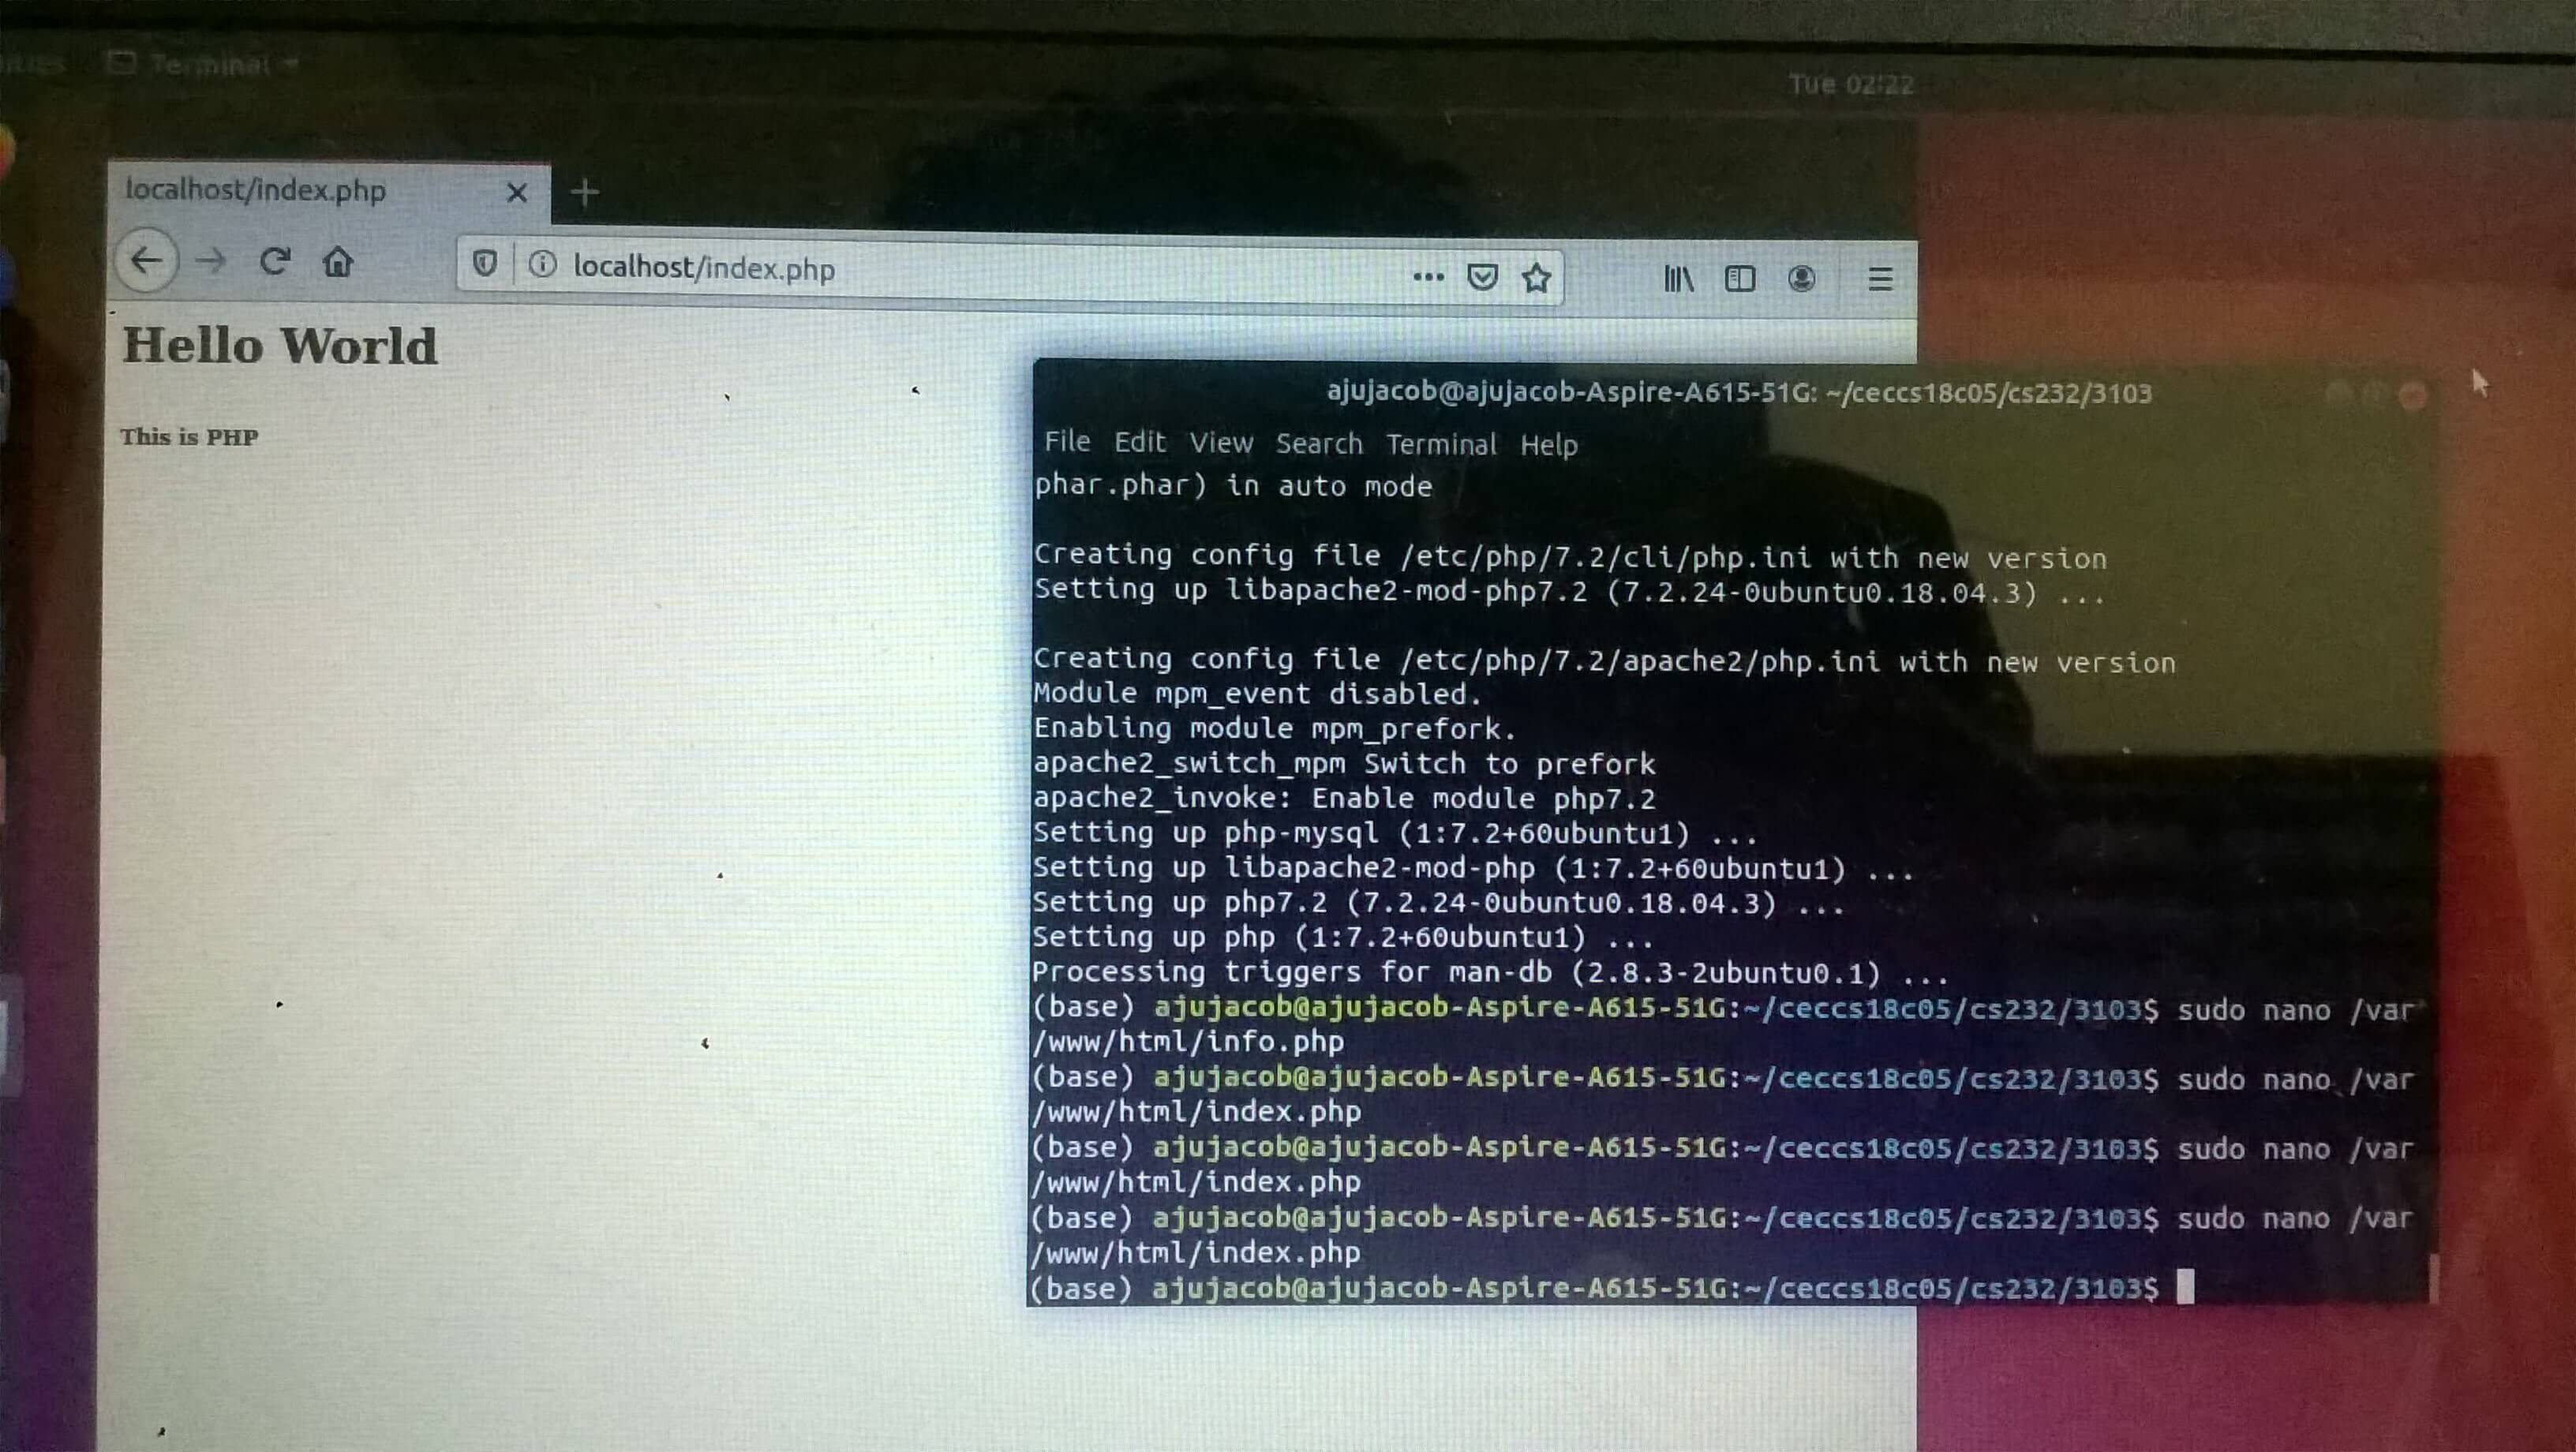 Terminal
Tue 02:22
localhost/index.php
localhost/index.php
Hello World
This is PHP
ajujacob@ajujacob-Aspire-A615-51G: ~/ceccs18c05/cs232/3103
File Edit View Search Terminal Help
phar.phar) in auto mode
Creating config file /etc/php/7.2/cli/php.ini with new version
Setting up libapache2-mod-php7.2 (7.2.24-0ubuntu0.18.04.3) ...
Creating config file /etc/php/7.2/apache2/php.ini with new version
Module mpm_event disabled.
Enabling module mpm_prefork.
apache2_switch_mpm Switch to prefork
apache2_invoke: Enable module php7.2
Setting up php-mysql (1:7.2+60ubuntu1) ...
Setting up libapache2-mod-php (1:7.2+60ubuntu1) ...
Setting up php7.2 (7.2.24-0ubuntu0.18.04.3) ...
Setting up php (1:7.2+60ubuntu1) ...
Processing triggers for man-db (2.8.3-2ubuntu0.1) ...
(base) ajujacob@ajujacob-Aspire-A615-51G:~/ceccs18c05/cs232/3103$ sudo nano /var
/www/html/info.php
(base) ajujacob@ajujacob-Aspire-A615-51G:~/ceccs18c05/cs232/3103$ sudo nano /var
/www/html/index.php
(base) ajujacob@ajujacob-Aspire-A615-51G:~/ceccs18c05/cs232/3103$ sudo nano /var
/www/html/index.php
(base) ajujacob@ajujacob-Aspire-A615-51G:~/ceccs18c05/cs232/3103$ sudo nano /var
/www/html/index.php
(base) ajujacob@ajujacob-Aspire-A615-51G:~/ceccs18c05/cs232/3103$